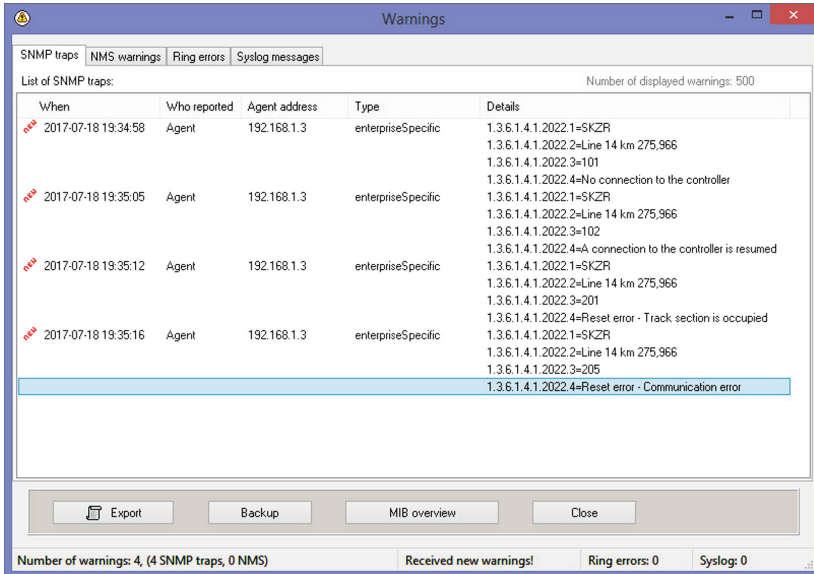 Warnings
SNMP traps NMS warnings Ring errors Syslog messages
List of SNMP traps: Number of displayed warnings: 500
When Who reported Agent address Type Details
new 2017-07-18 19:34:58 Agent 192.168.1.3 enterpriseSpecific 1.3.6.1.4.1.2022.1=SKZR
1.3.6.1.4.1.2022.2=Line 14 km 275,966
1.3.6.1.4.1.2022.3=101
1.3.6.1.4.1.2022.4=No connection to the controller
new 2017-07-18 19:35:05 Agent 192.168.1.3 enterpriseSpecific 1.3.6.1.4.1.2022.1=SKZR
1.3.6.1.4.1.2022.2=Line 14 km 275,966
1.3.6.1.4.1.2022.3=102
1.3.6.1.4.1.2022.4=A connection to the controller is resumed
new 2017-07-18 19:35:12 Agent 192.168.1.3 enterpriseSpecific 1.3.6.1.4.1.2022.1=SKZR
1.3.6.1.4.1.2022.2=Line 14 km 275,966
1.3.6.1.4.1.2022.3=201
1.3.6.1.4.1.2022.4=Reset error - Track section is occupied
new 2017-07-18 19:35:16 Agent 192.168.1.3 enterpriseSpecific 1.3.6.1.4.1.2022.1=SKZR
1.3.6.1.4.1.2022.2=Line 14 km 275,966
1.3.6.1.4.1.2022.3=205
1.3.6.1.4.1.2022.4=Reset error - Communication error
Export Backup MIB overview Close
Number of warnings: 4, (4 SNMP traps, 0 NMS) Received new warnings! Ring errors: 0 Syslog: 0